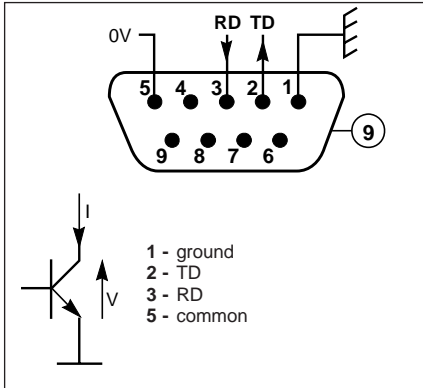 RD TD
0V
5 4 3 2 1
9
9 8 7 6
I
V
1 - ground
2 - TD
3 - RD
5 - common